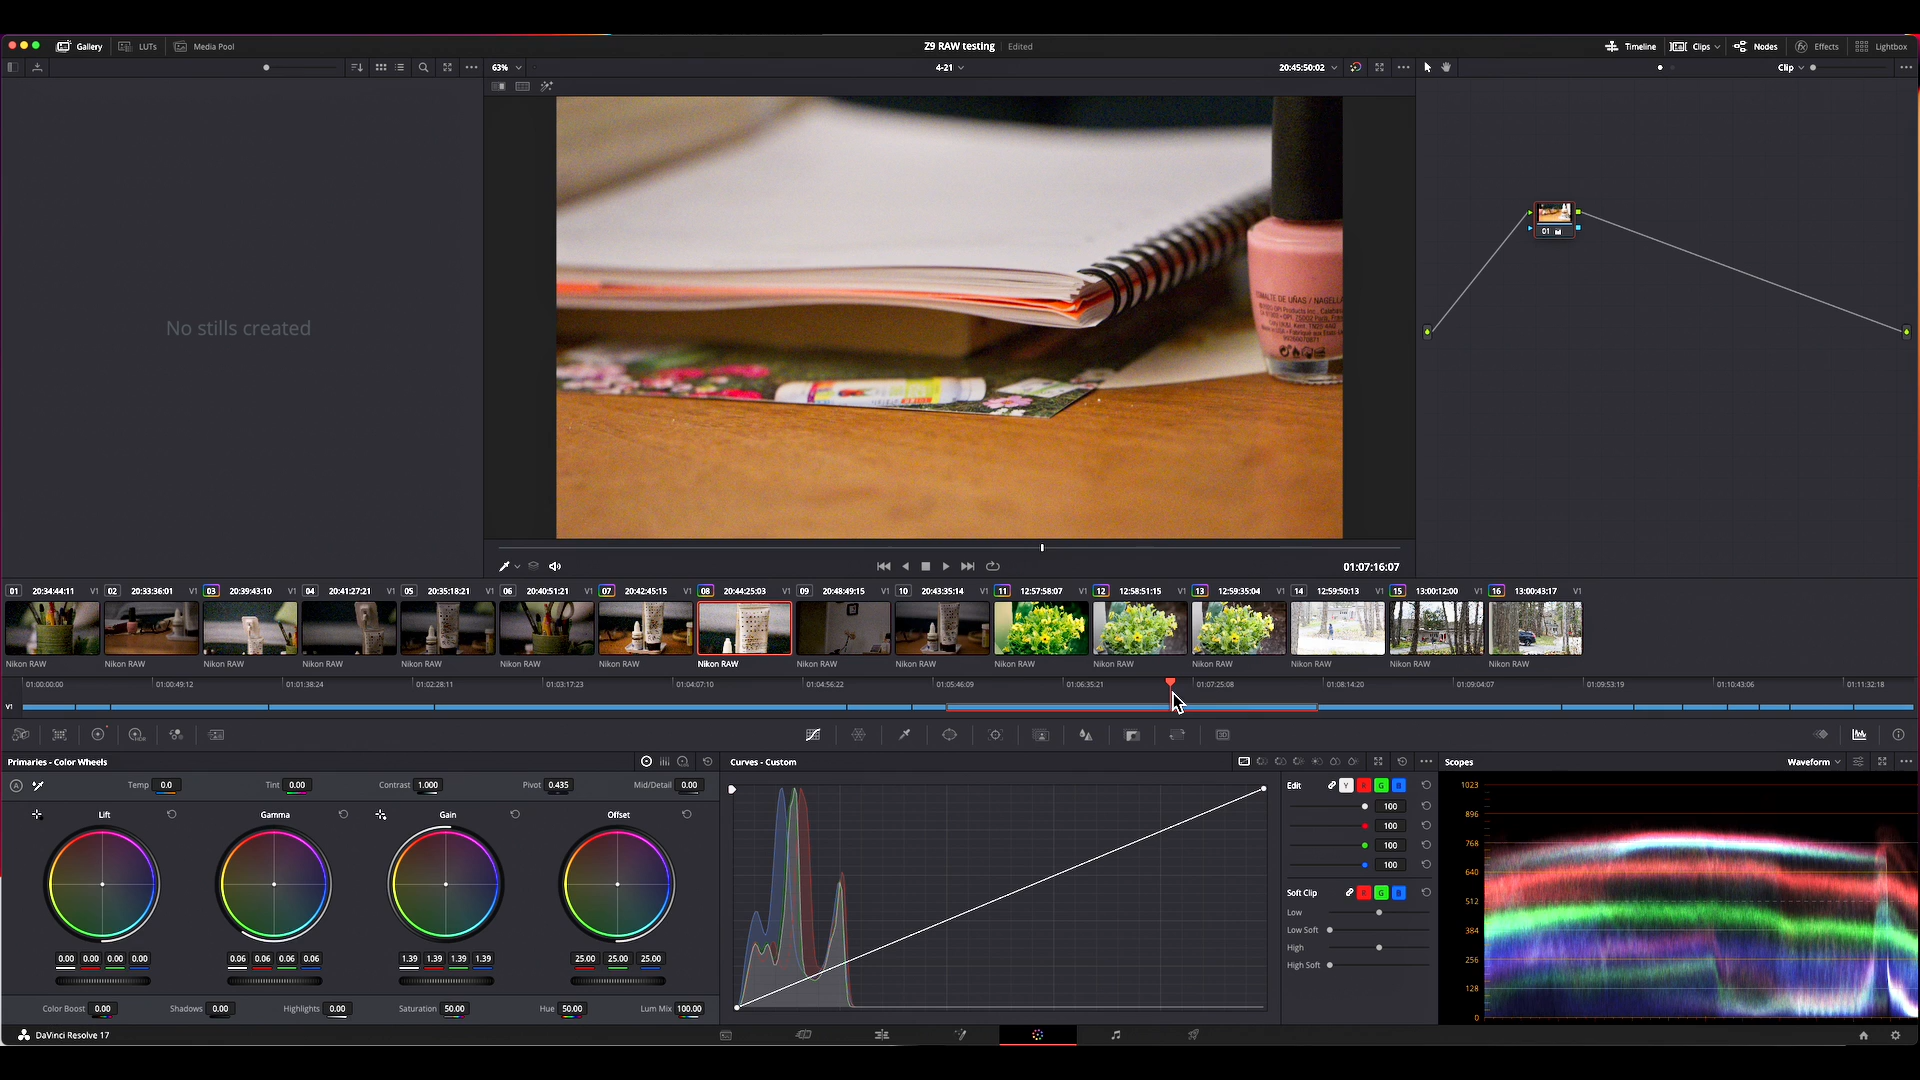 Gallery LUTs Media Pool Z9 RAW testing Edited Timeline Clips Nodes Effects Lightbox
63% 4-21 20:45:50:02 Clip
No stills created
ESMALTE DE UÑAS / NAGELLA
99260070871
01
01:07:16:07
01 20:34:44:11 V1 02 20:33:36:01 V1 03 20:39:43:10 V1 04 20:41:27:21 V1 05 20:35:18:21 V1 06 20:40:51:21 V1 07 20:42:45:15 V1 08 20:44:25:03 V1 09 20:48:49:15 V1 10 20:43:35:14 V1 11 12:57:58:07 V1 12 12:58:51:15 V1 13 12:59:35:04 V1 14 12:59:50:13 V1 15 13:00:12:00 V1 16 13:00:43:17 V1
Nikon RAW Nikon RAW Nikon RAW Nikon RAW Nikon RAW Nikon RAW Nikon RAW Nikon RAW Nikon RAW Nikon RAW Nikon RAW Nikon RAW Nikon RAW Nikon RAW Nikon RAW Nikon RAW
01:00:00:00 01:00:49:12 01:01:38:24 01:02:28:11 01:03:17:23 01:04:07:10 01:04:56:22 01:05:46:09 01:06:35:21 01:07:25:08 01:08:14:20 01:09:04:07 01:09:53:19 01:10:43:06 01:11:32:18
V1
Primaries - Color Wheels Curves - Custom Scopes Waveform
A Temp 0.0 Tint 0.00 Contrast 1.000 Pivot 0.435 Mid/Detail 0.00
Lift Gamma Gain Offset
0.00 0.00 0.00 0.00 0.06 0.06 0.06 0.06 1.39 1.39 1.39 1.39 25.00 25.00 25.00
Color Boost 0.00 Shadows 0.00 Highlights 0.00 Saturation 50.00 Hue 50.00 Lum Mix 100.00
Edit Y R G B
100
100
100
100
Soft Clip R G B
Low
Low Soft
High
High Soft
1023
896
768
640
512
384
256
128
0
DaVinci Resolve 17